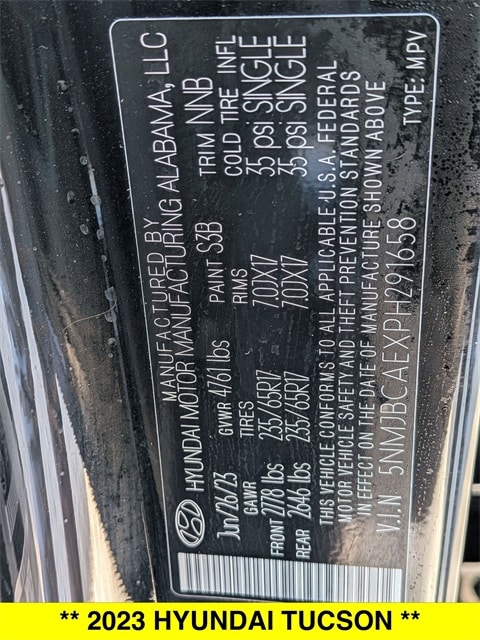 MANUFACTURED BY
HYUNDAI MOTOR MANUFACTURING ALABAMA, LLC
Jun/26/23 GVWR 4761 lbs PAINT S3B TRIM NNB
GAWR TIRES RIMS COLD TIRE INFL
FRONT 2778 lbs 235/65R17 7.0JX17 35 psi SINGLE
REAR 2646 lbs 235/65R17 7.0JX17 35 psi SINGLE
THIS VEHICLE CONFORMS TO ALL APPLICABLE U.S.A. FEDERAL
MOTOR VEHICLE SAFETY AND THEFT PREVENTION STANDARDS
IN EFFECT ON THE DATE OF MANUFACTURE SHOWN ABOVE
V.I.N 5NMJBCAEXPH291658 TYPE: MPV
** 2023 HYUNDAI TUCSON **